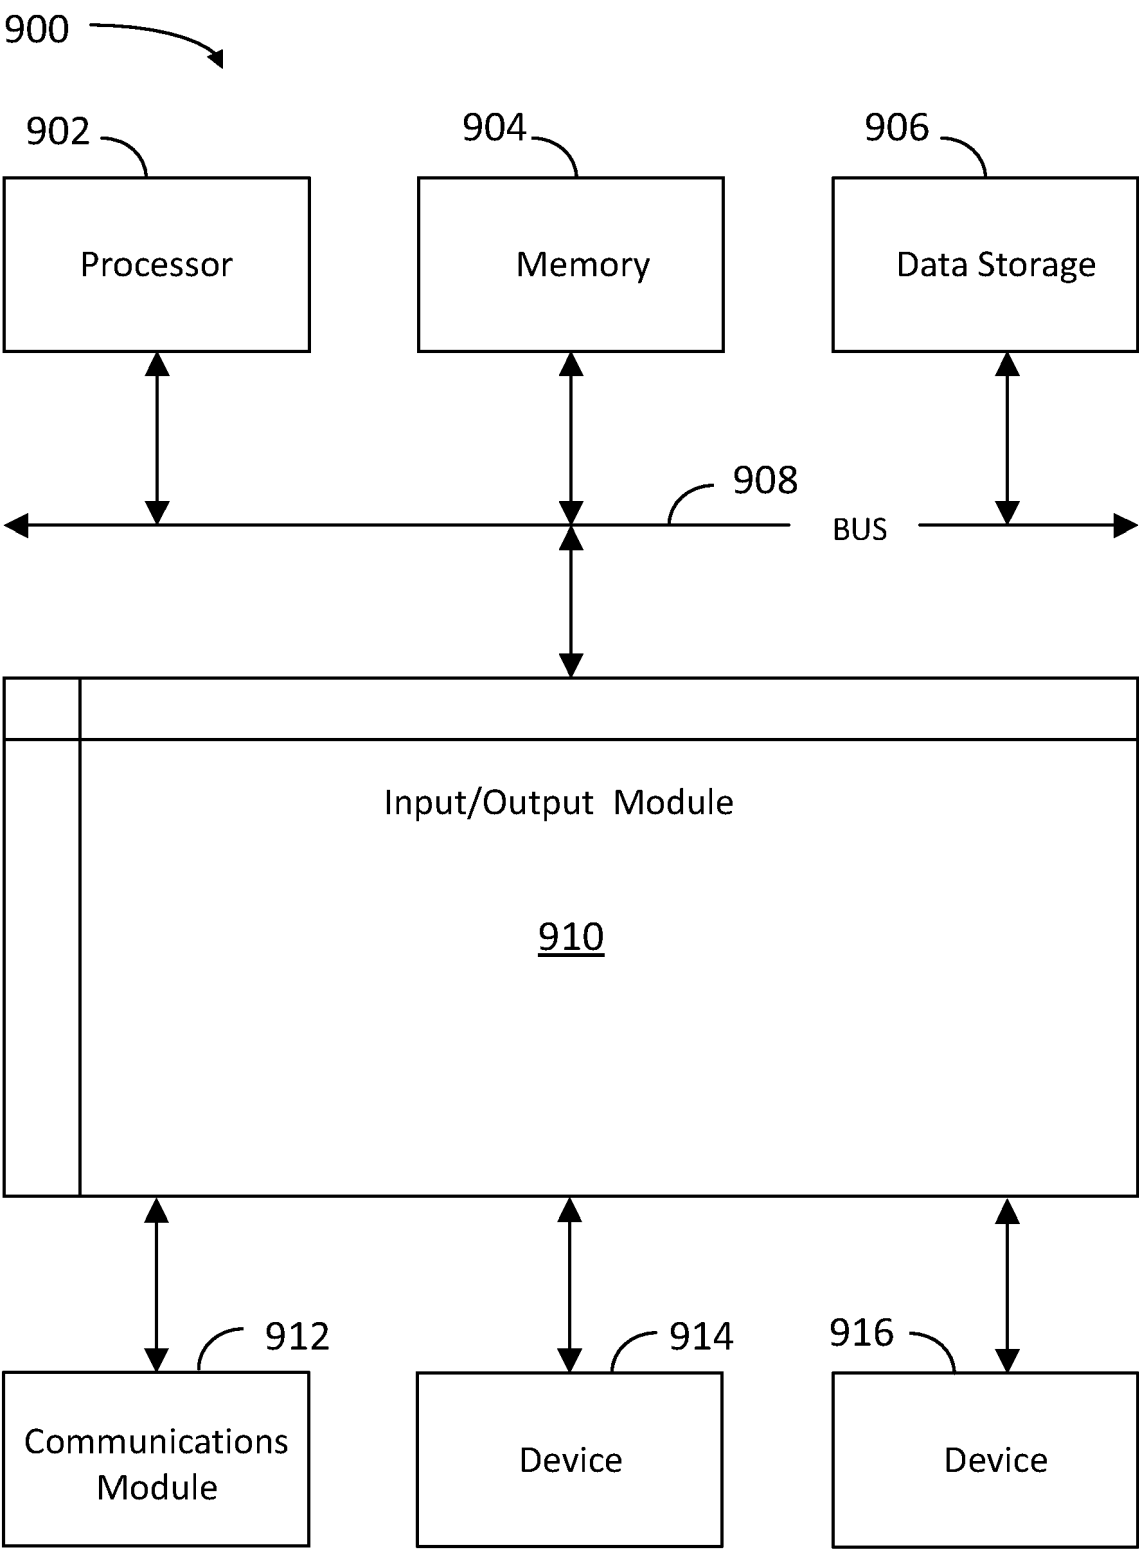 900
902
904
906
Processor
Memory
Data Storage
908
BUS
Input/Output Module
910
912
914
916
Communications
Module
Device
Device